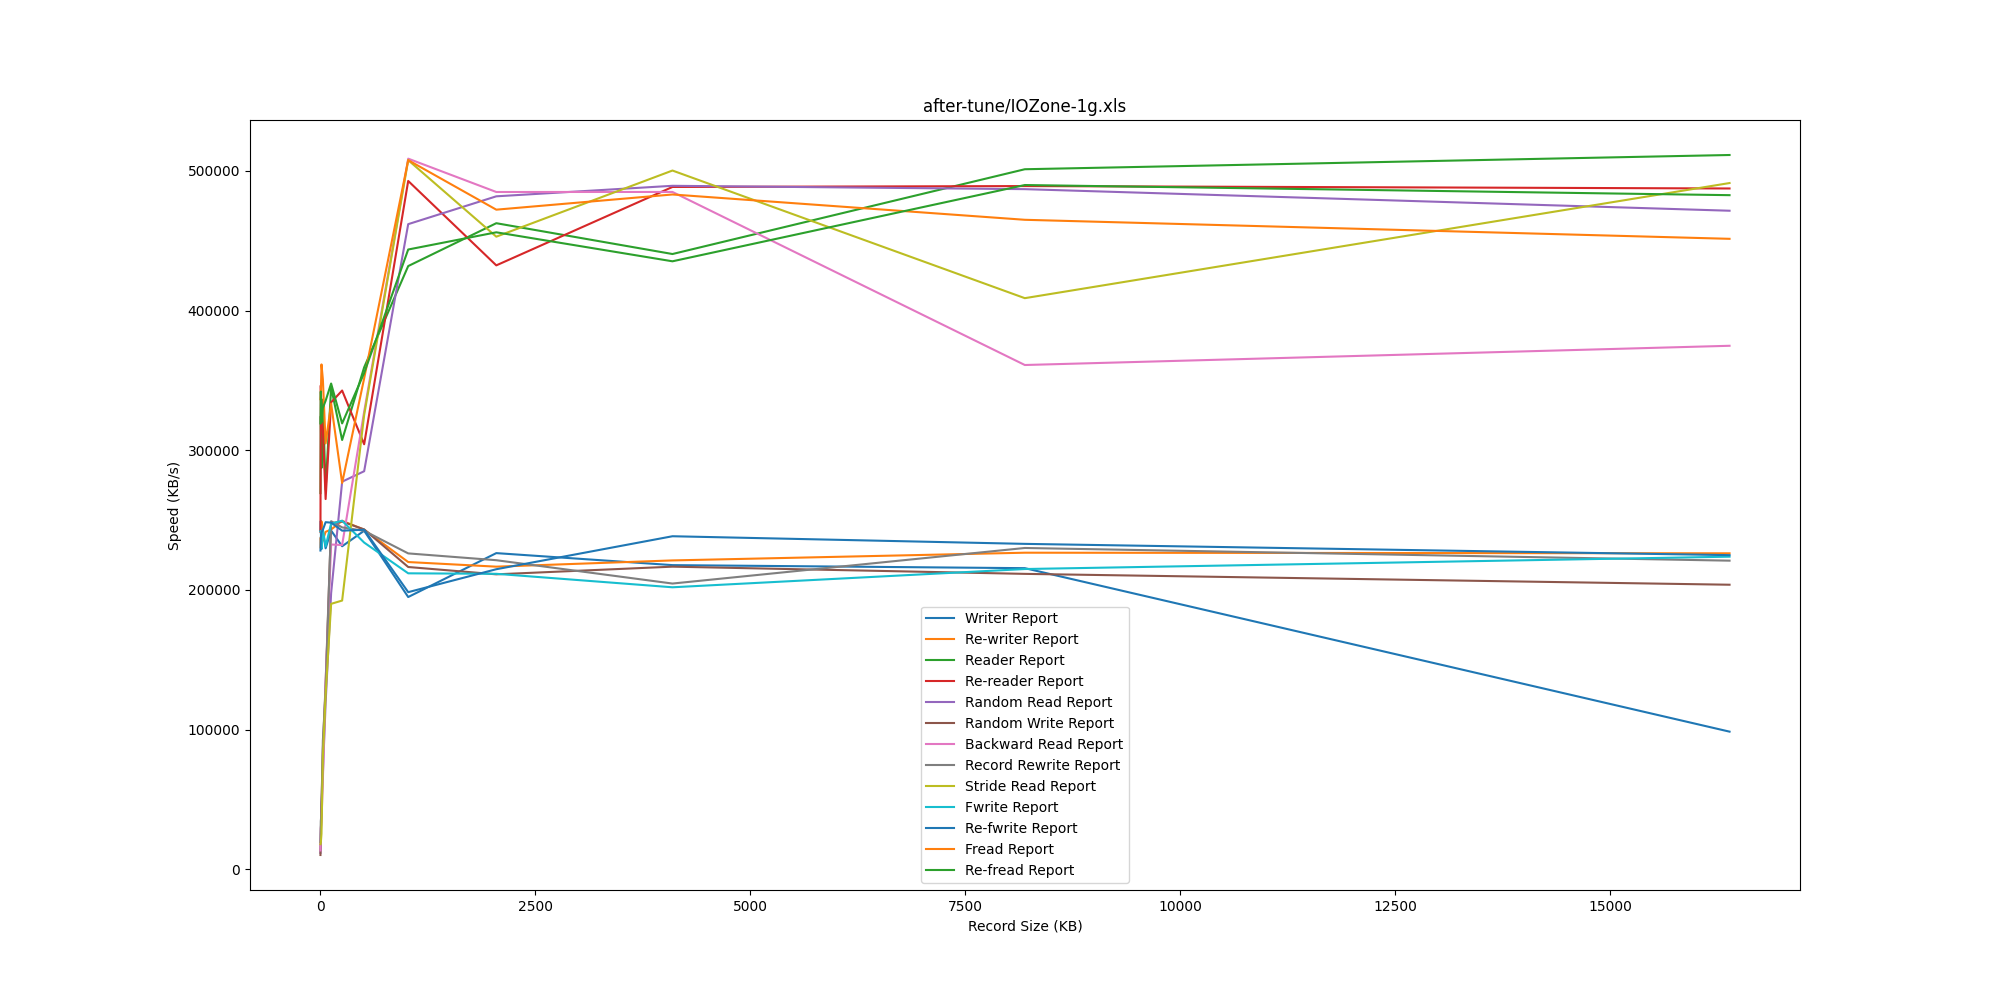 after-tune/IOZone-1g.xls
500000
400000
300000
200000
100000
0
Speed (KB/s)
Writer Report
Re-writer Report
Reader Report
Re-reader Report
Random Read Report
Random Write Report
Backward Read Report
Record Rewrite Report
Stride Read Report
Fwrite Report
Re-fwrite Report
Fread Report
Re-fread Report
0 2500 5000 7500 10000 12500 15000
Record Size (KB)